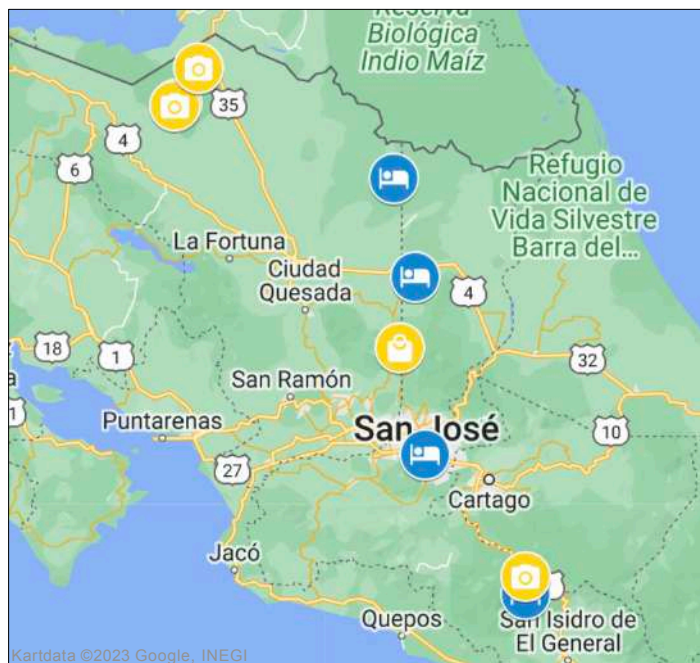 Reserva
Biológica
Indio Maíz
35
4
6
Refugio
Nacional de
Vida Silvestre
Barra del...
La Fortuna
Ciudad
Quesada
4
18
1
32
San Ramón
Puntarenas
San José
10
27
Cartago
Jacó
Quepos
San Isidro de
El General
Kartdata ©2023 Google, INEGI